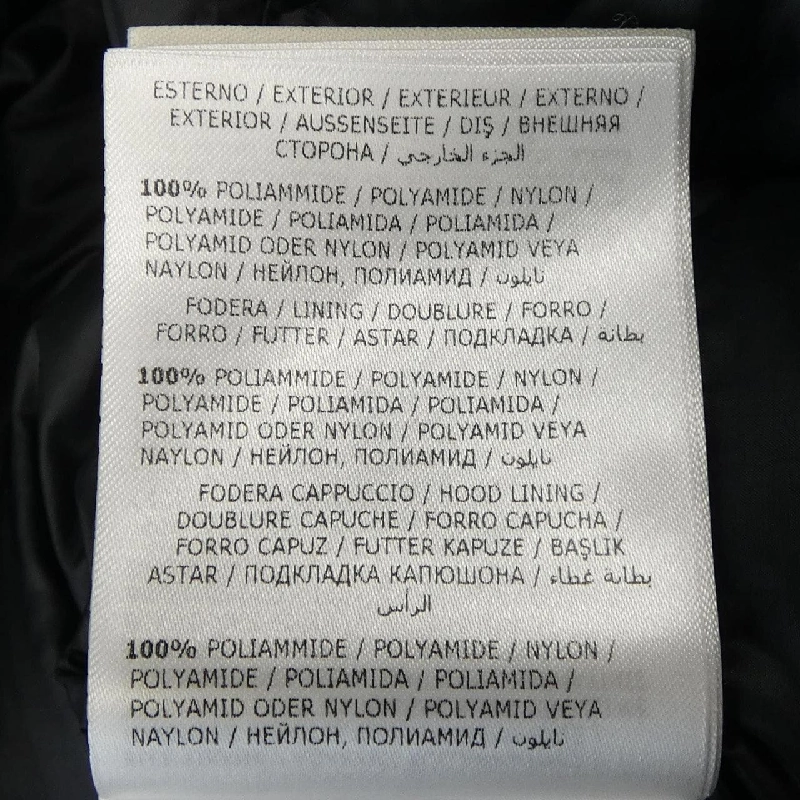 ESTERNO / EXTERIOR / EXTERIEUR / EXTERNO /
EXTERIOR / AUSSENSEITE / DIŞ / ВНЕШНЯЯ
СТОРОНА / الجزء الخارجي
100% POLIAMMIDE / POLYAMIDE / NYLON /
POLYAMIDE / POLIAMIDA / POLIAMIDA /
POLYAMID ODER NYLON / POLYAMID VEYA
NAYLON / НЕЙЛОН, ПОЛИАМИД / نايلون
FODERA / LINING / DOUBLURE / FORRO /
FORRO / FUTTER / ASTAR / ПОДКЛАДКА / بطانة
100% POLIAMMIDE / POLYAMIDE / NYLON /
POLYAMIDE / POLIAMIDA / POLIAMIDA /
POLYAMID ODER NYLON / POLYAMID VEYA
NAYLON / НЕЙЛОН, ПОЛИАМИД / نايلون
FODERA CAPPUCCIO / HOOD LINING /
DOUBLURE CAPUCHE / FORRO CAPUCHA /
FORRO CAPUZ / FUTTER KAPUZE / BAŞLIK
ASTAR / ПОДКЛАДКА КАПЮШОНА / بطانة غطاء
الرأس
100% POLIAMMIDE / POLYAMIDE / NYLON /
POLYAMIDE / POLIAMIDA / POLIAMIDA /
POLYAMID ODER NYLON / POLYAMID VEYA
NAYLON / НЕЙЛОН, ПОЛИАМИД / نايلون